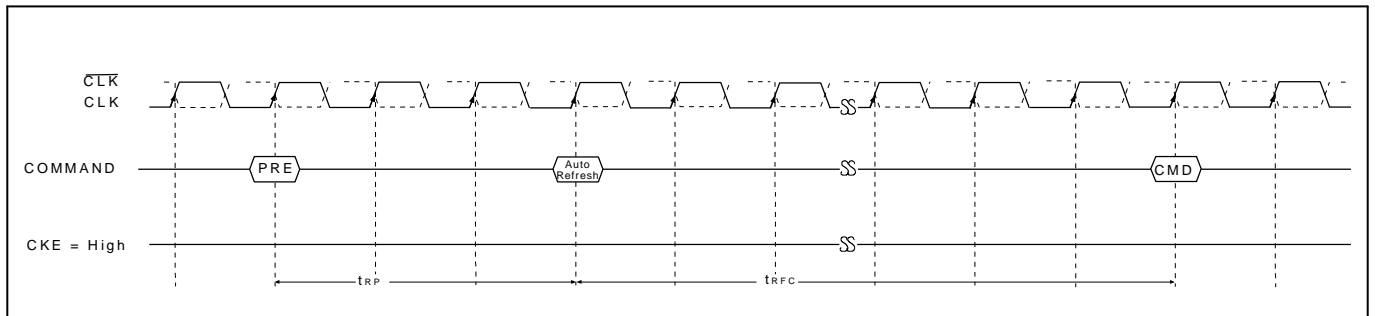 CLK
CLK
COMMAND
PRE
Auto
Refresh
CMD
CKE = High
tRP
tRFC